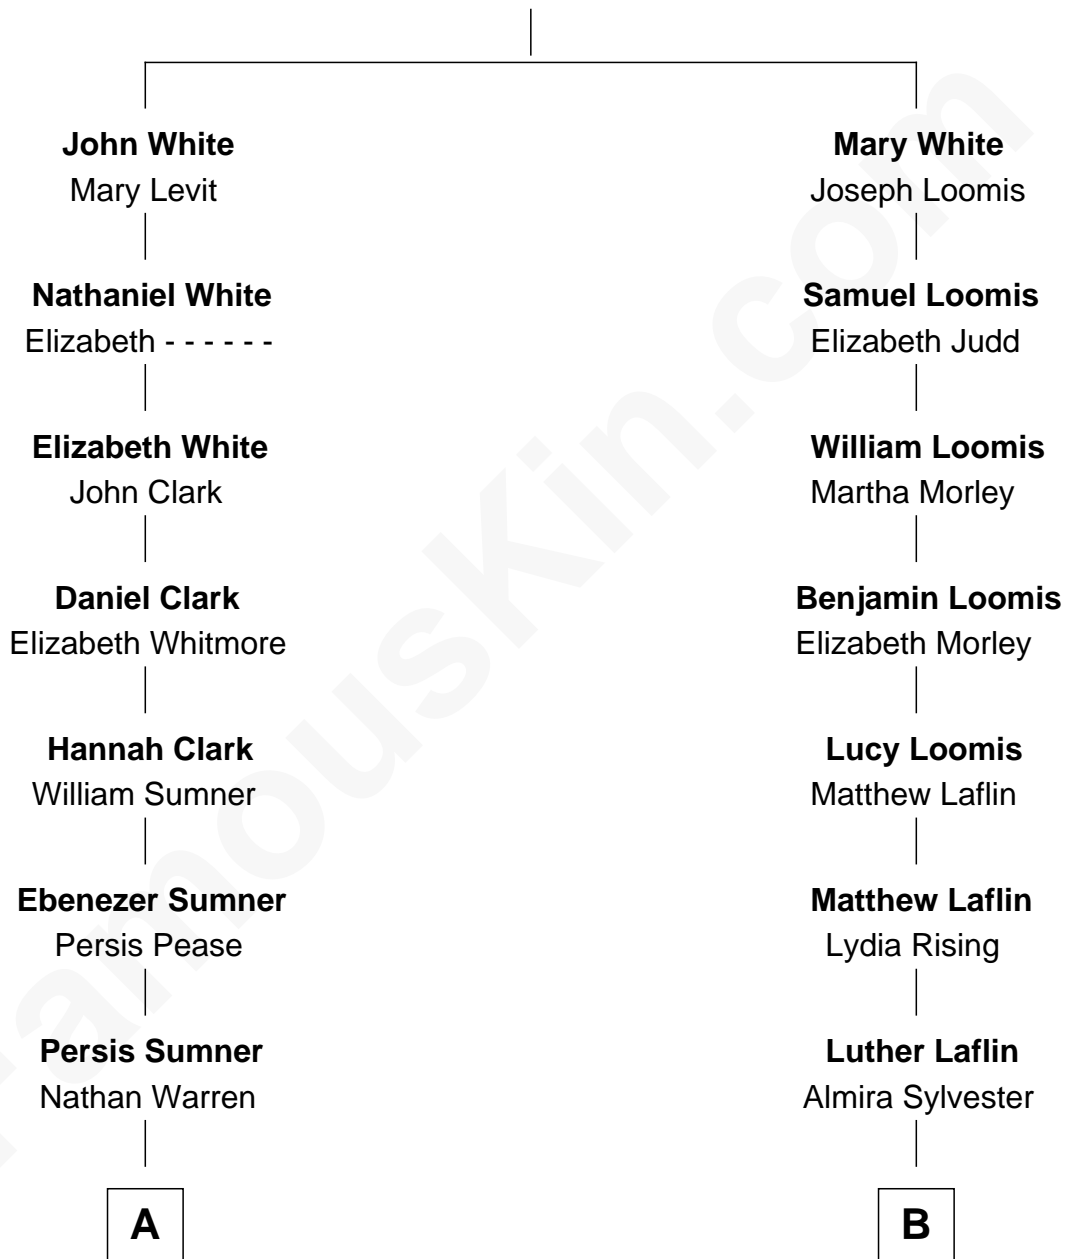 John White
Mary Levit
Nathaniel White
Elizabeth - - - - - -
Elizabeth White
John Clark
Daniel Clark
Elizabeth Whitmore
Hannah Clark
William Sumner
Ebenezer Sumner
Persis Pease
Persis Sumner
Nathan Warren
A
Mary White
Joseph Loomis
Samuel Loomis
Elizabeth Judd
William Loomis
Martha Morley
Benjamin Loomis
Elizabeth Morley
Lucy Loomis
Matthew Laflin
Matthew Laflin
Lydia Rising
Luther Laflin
Almira Sylvester
B
FamousKin.com